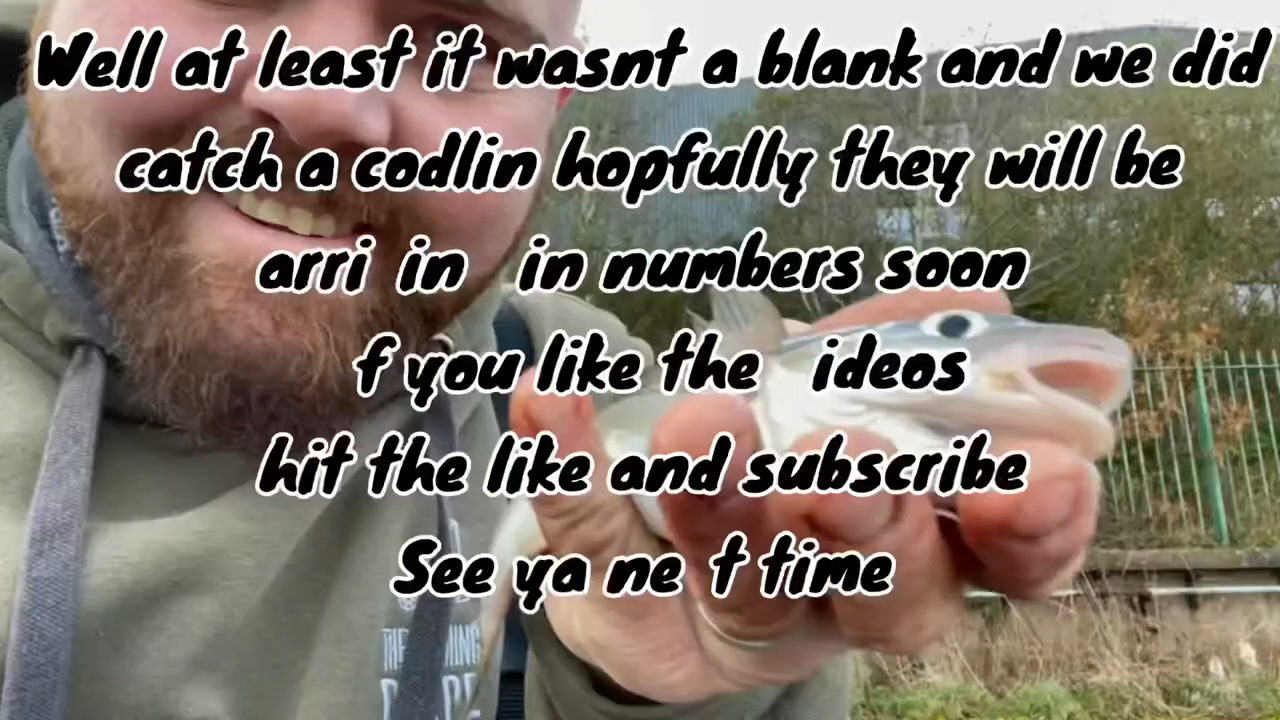 Well at least it wasnt a blank and we did
catch a codlin hopfully they will be
arri in in numbers soon
f you like the ideos
hit the like and subscribe
See ya ne t time
THE